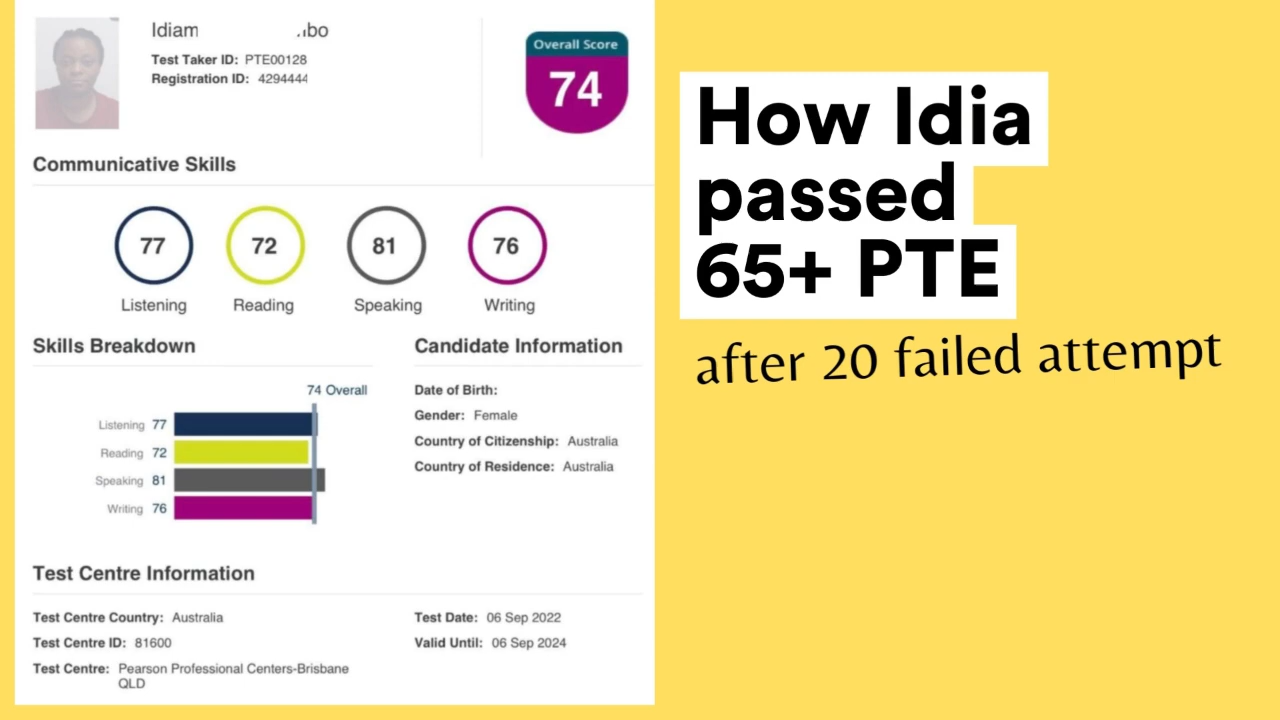 Idiam
Test Taker ID: PTE00128
Registration ID: 4294444
Overall Score
74
Communicative Skills
77
72
81
76
Listening
Reading
Speaking
Writing
Skills Breakdown
74 Overall
Listening 77
Reading 72
Speaking 81
Writing 76
Candidate Information
Date of Birth:
Gender: Female
Country of Citizenship: Australia
Country of Residence: Australia
Test Centre Information
Test Centre Country: Australia
Test Centre ID: 81600
Test Centre: Pearson Professional Centers-Brisbane
QLD
Test Date: 06 Sep 2022
Valid Until: 06 Sep 2024
How Idia
passed
65+ PTE
after 20 failed attempt